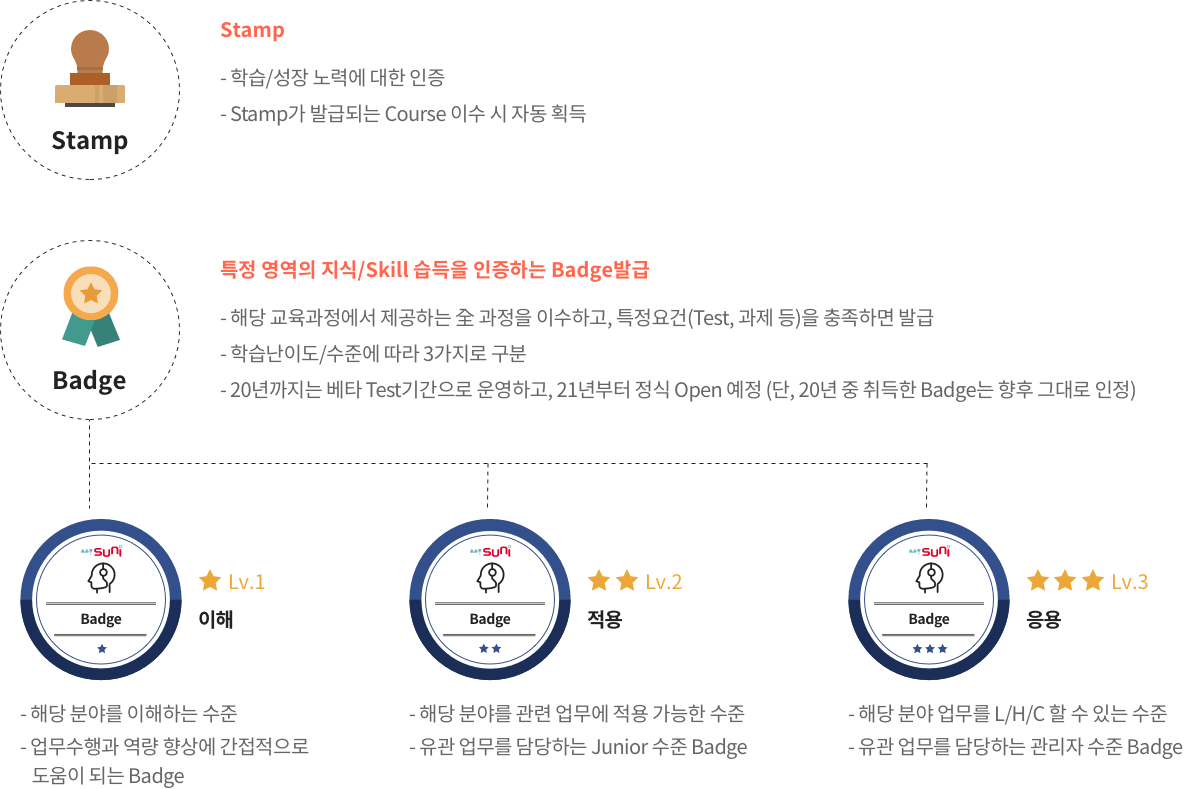 Stamp
- 학습/성장 노력에 대한 인증
- Stamp가 발급되는 Course 이수 시 자동 획득
Stamp
특정 영역의 지식/Skill 습득을 인증하는 Badge발급
- 해당 교육과정에서 제공하는 全 과정을 이수하고, 특정요건(Test, 과제 등)을 충족하면 발급
- 학습난이도/수준에 따라 3가지로 구분
Badge
- 20년까지는 베타 Test기간으로 운영하고, 21년부터 정식 Open 예정 (단, 20년 중 취득한 Badge는 향후 그대로 인정)
suni
Badge
Lv.1
이해
- 해당 분야를 이해하는 수준
- 업무수행과 역량 향상에 간접적으로
도움이 되는 Badge
suni
Badge
Lv.2
적용
- 해당 분야를 관련 업무에 적용 가능한 수준
- 유관 업무를 담당하는 Junior 수준 Badge
suni
Badge
Lv.3
응용
- 해당 분야 업무를 L/H/C 할 수 있는 수준
- 유관 업무를 담당하는 관리자 수준 Badge